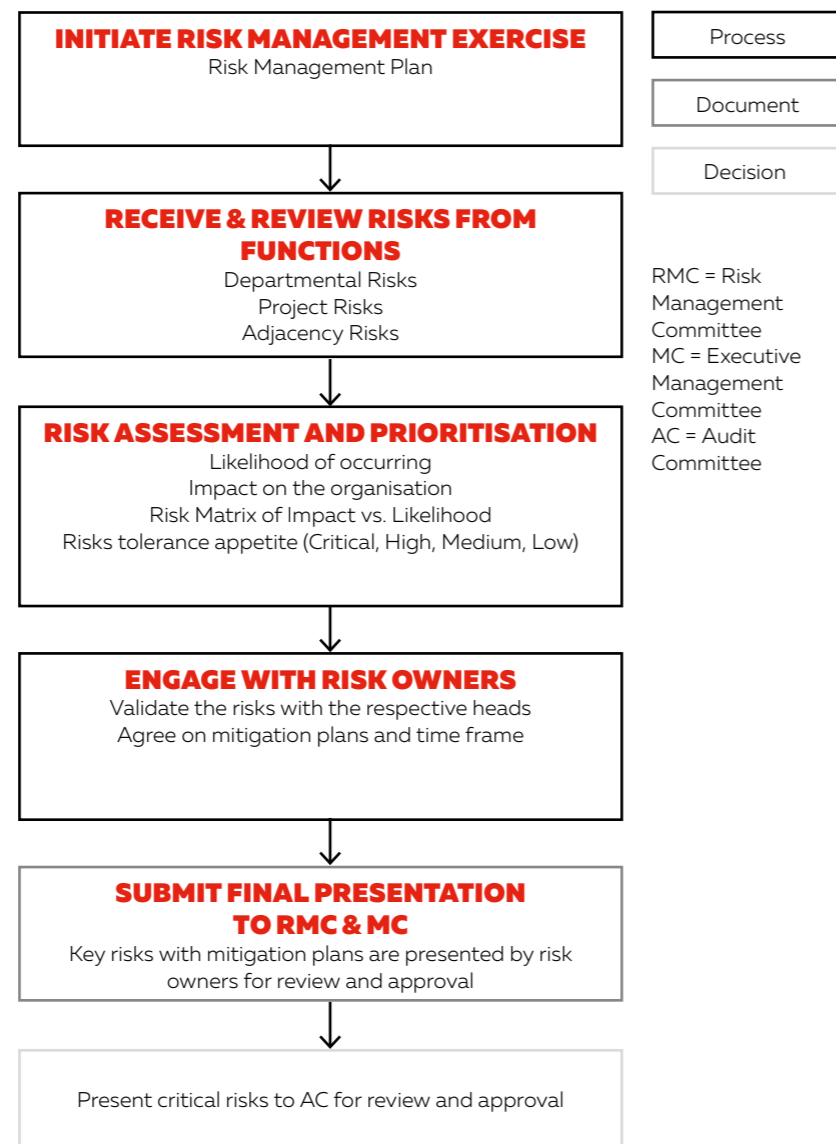 INITIATE RISK MANAGEMENT EXERCISE
Risk Management Plan
RECEIVE & REVIEW RISKS FROM
FUNCTIONS
Departmental Risks
Project Risks
Adjacency Risks
RISK ASSESSMENT AND PRIORITISATION
Likelihood of occurring
Impact on the organisation
Risk Matrix of Impact vs. Likelihood
Risks tolerance appetite (Critical, High, Medium, Low)
ENGAGE WITH RISK OWNERS
Validate the risks with the respective heads
Agree on mitigation plans and time frame
SUBMIT FINAL PRESENTATION
TO RMC & MC
Key risks with mitigation plans are presented by risk
owners for review and approval
Present critical risks to AC for review and approval
Process
Document
Decision
RMC = Risk
Management
Committee
MC = Executive
Management
Committee
AC = Audit
Committee